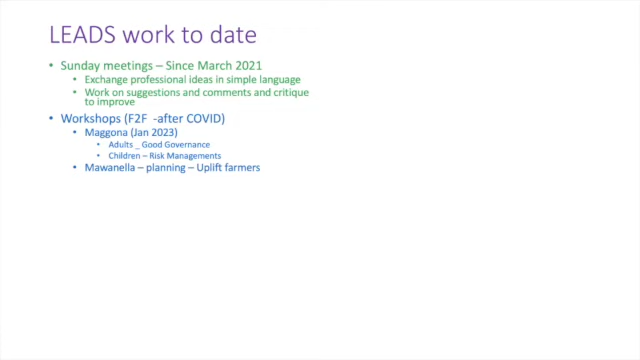 LEADS work to date
• Sunday meetings – Since March 2021
• Exchange professional ideas in simple language
• Work on suggestions and comments and critique
to improve
• Workshops (F2F -after COVID)
• Maggona (Jan 2023)
• Adults _ Good Governance
• Children – Risk Managements
• Mawanella – planning – Uplift farmers